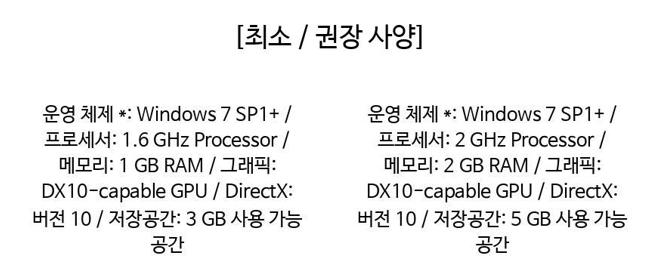 [최소 / 권장 사양]
운영 체제 *: Windows 7 SP1+ /
프로세서: 1.6 GHz Processor /
메모리: 1 GB RAM / 그래픽:
DX10-capable GPU / DirectX:
버전 10 / 저장공간: 3 GB 사용 가능
공간
운영 체제 *: Windows 7 SP1+ /
프로세서: 2 GHz Processor /
메모리: 2 GB RAM / 그래픽:
DX10-capable GPU / DirectX:
버전 10 / 저장공간: 5 GB 사용 가능
공간